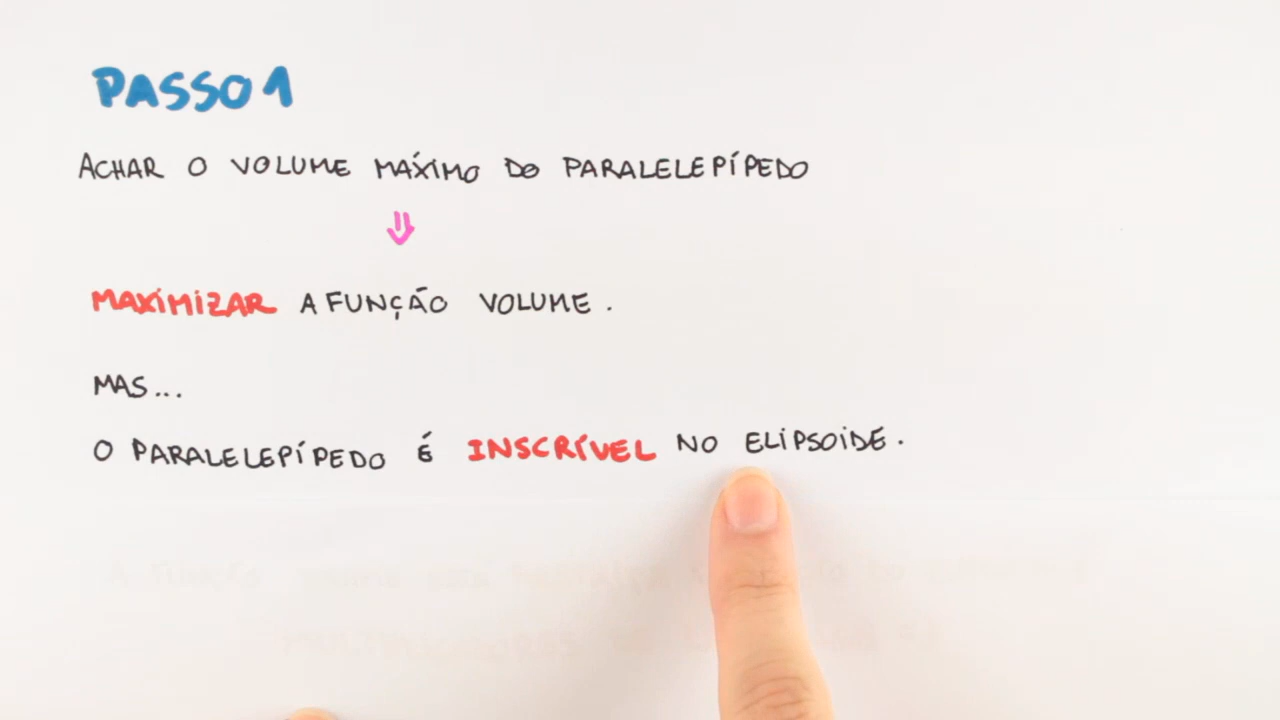 PASSO 1
ACHAR O VOLUME MÁXIMO DO PARALELEPÍPEDO
MAXIMIZAR A FUNÇÃO VOLUME.
MAS...
O PARALELEPÍPEDO É INSCRÍVEL NO ELIPSOIDE.